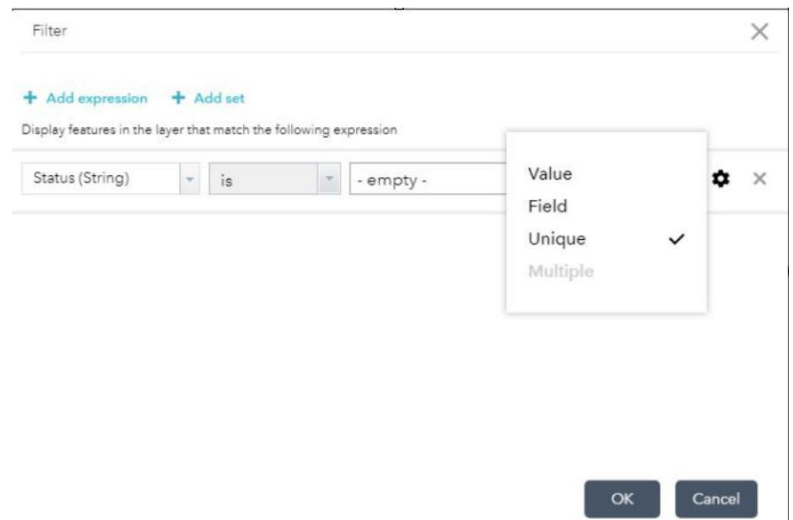 Filter
+ Add expression + Add set
Display features in the layer that match the following expression
Status (String) is - empty -
Value
Field
Unique
Multiple
OK Cancel